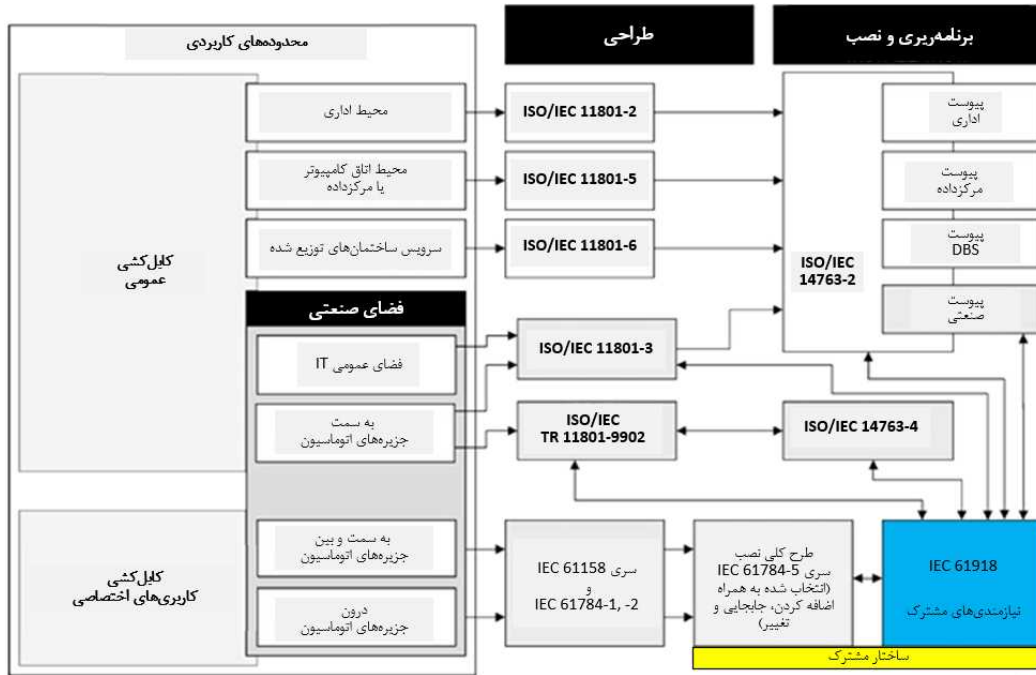 محدوده‌های کاربردی
طراحی
برنامه‌ریری و نصب
کابل‌کشی
عمومی
محیط اداری
محیط اتاق کامپیوتر
یا مرکزداده
سرویس ساختمان‌های توزیع شده
فضای صنعتی
فضای عمومی IT
به سمت
جزیره‌های اتوماسیون
کابل‌کشی
کاربری‌های اختصاصی
به سمت و بین
جزیره‌های اتوماسیون
درون
جزیره‌های اتوماسیون
ISO/IEC 11801-2
ISO/IEC 11801-5
ISO/IEC 11801-6
ISO/IEC 11801-3
ISO/IEC
TR 11801-9902
سری IEC 61158
و
IEC 61784-1, -2
ISO/IEC
14763-2
پیوست
اداری
پیوست
مرکزداده
پیوست
DBS
پیوست
صنعتی
ISO/IEC 14763-4
طرح کلی نصب
سری IEC 61784-5
(انتخاب شده به همراه
اضافه کردن، جابجایی و
تغییر)
IEC 61918
نیازمندی‌های مشترک
ساختار مشترک